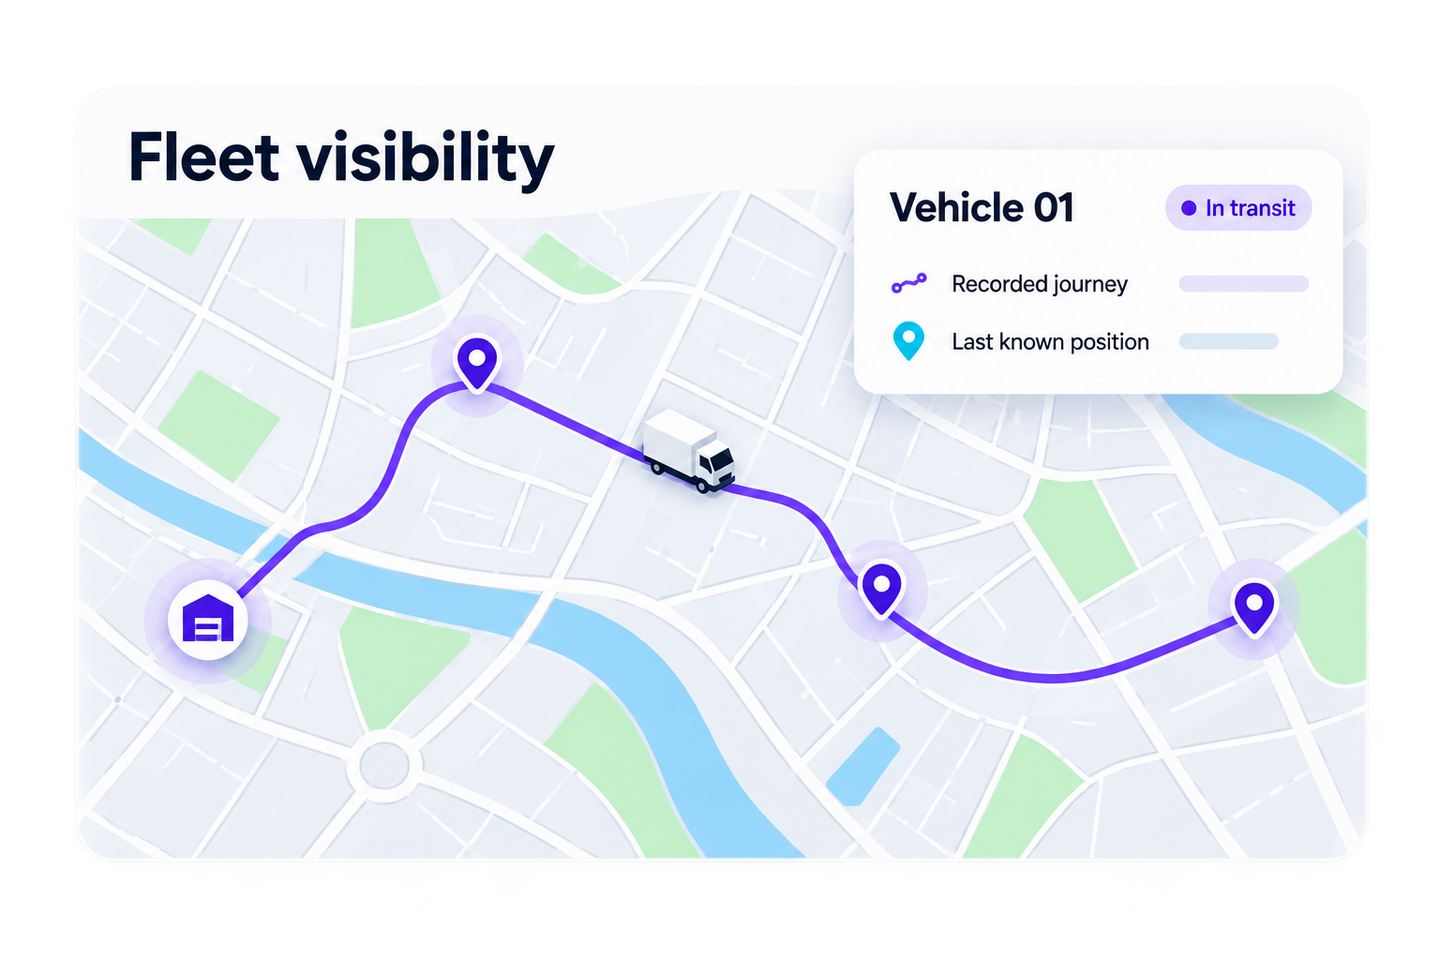 Fleet visibility
Vehicle 01
In transit
Recorded journey
Last known position